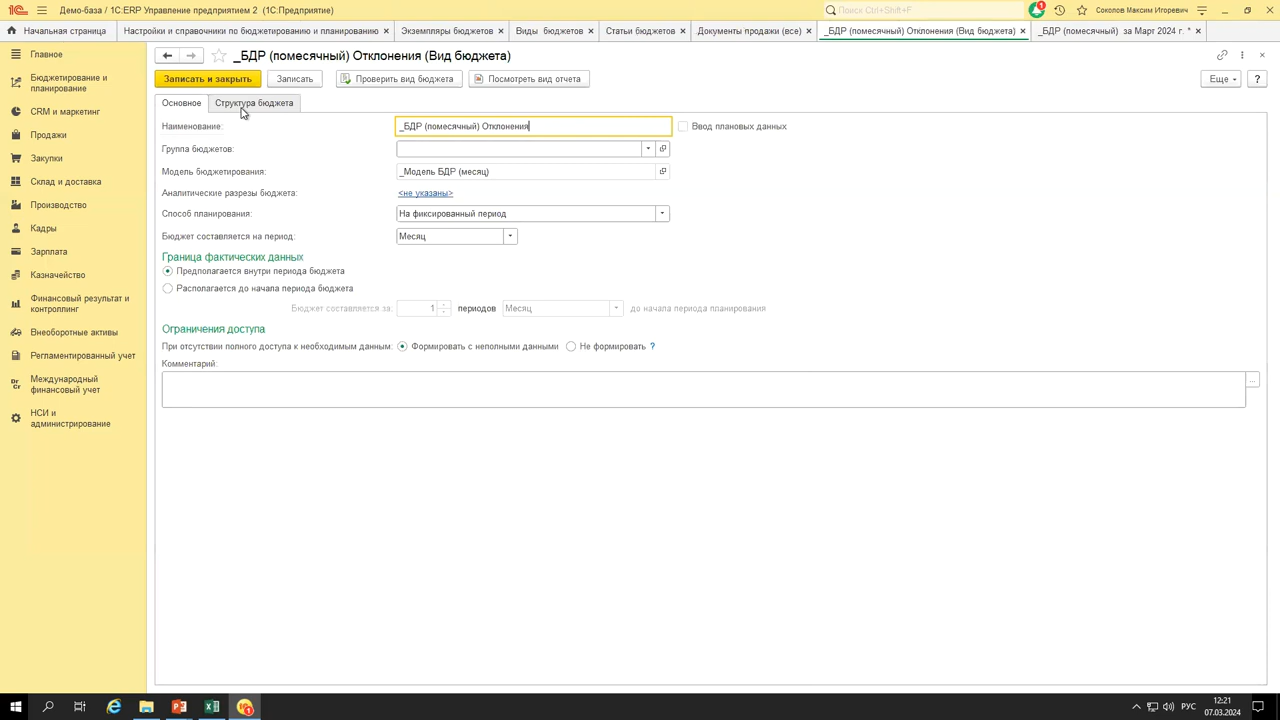 1С Демо-база / 1С:ERP Управление предприятием 2 (1С:Предприятие)
Поиск Ctrl+Shift+F
1
Соколов Максим Игоревич
Начальная страница
Настройки и справочники по бюджетированию и планированию ×
Экземпляры бюджетов ×
Виды бюджетов ×
Статьи бюджетов ×
Документы продажи (все) ×
_БДР (помесячный) Отклонения (Вид бюджета) ×
_БДР (помесячный) за Март 2024 г. * ×
Главное
Бюджетирование и
планирование
CRM и маркетинг
Продажи
Закупки
Склад и доставка
Производство
Кадры
Зарплата
Казначейство
Финансовый результат и
контроллинг
Внеоборотные активы
Регламентированный учет
Dr
Cr
Международный
финансовый учет
НСИ и
администрирование
_БДР (помесячный) Отклонения (Вид бюджета)
Записать и закрыть
Записать
Проверить вид бюджета
Посмотреть вид отчета
Еще
?
Основное
Структура бюджета
Наименование:
_БДР (помесячный) Отклонения
Ввод плановых данных
Группа бюджетов:
Модель бюджетирования:
_Модель БДР (месяц)
Аналитические разрезы бюджета:
<не указаны>
Способ планирования:
На фиксированный период
Бюджет составляется на период:
Месяц
Граница фактических данных
Предполагается внутри периода бюджета
Располагается до начала периода бюджета
Бюджет составляется за:
1
периодов
Месяц
до начала периода планирования
Ограничения доступа
При отсутствии полного доступа к необходимым данным:
Формировать с неполными данными
Не формировать
?
Комментарий:
...
РУС
12:21
07.03.2024